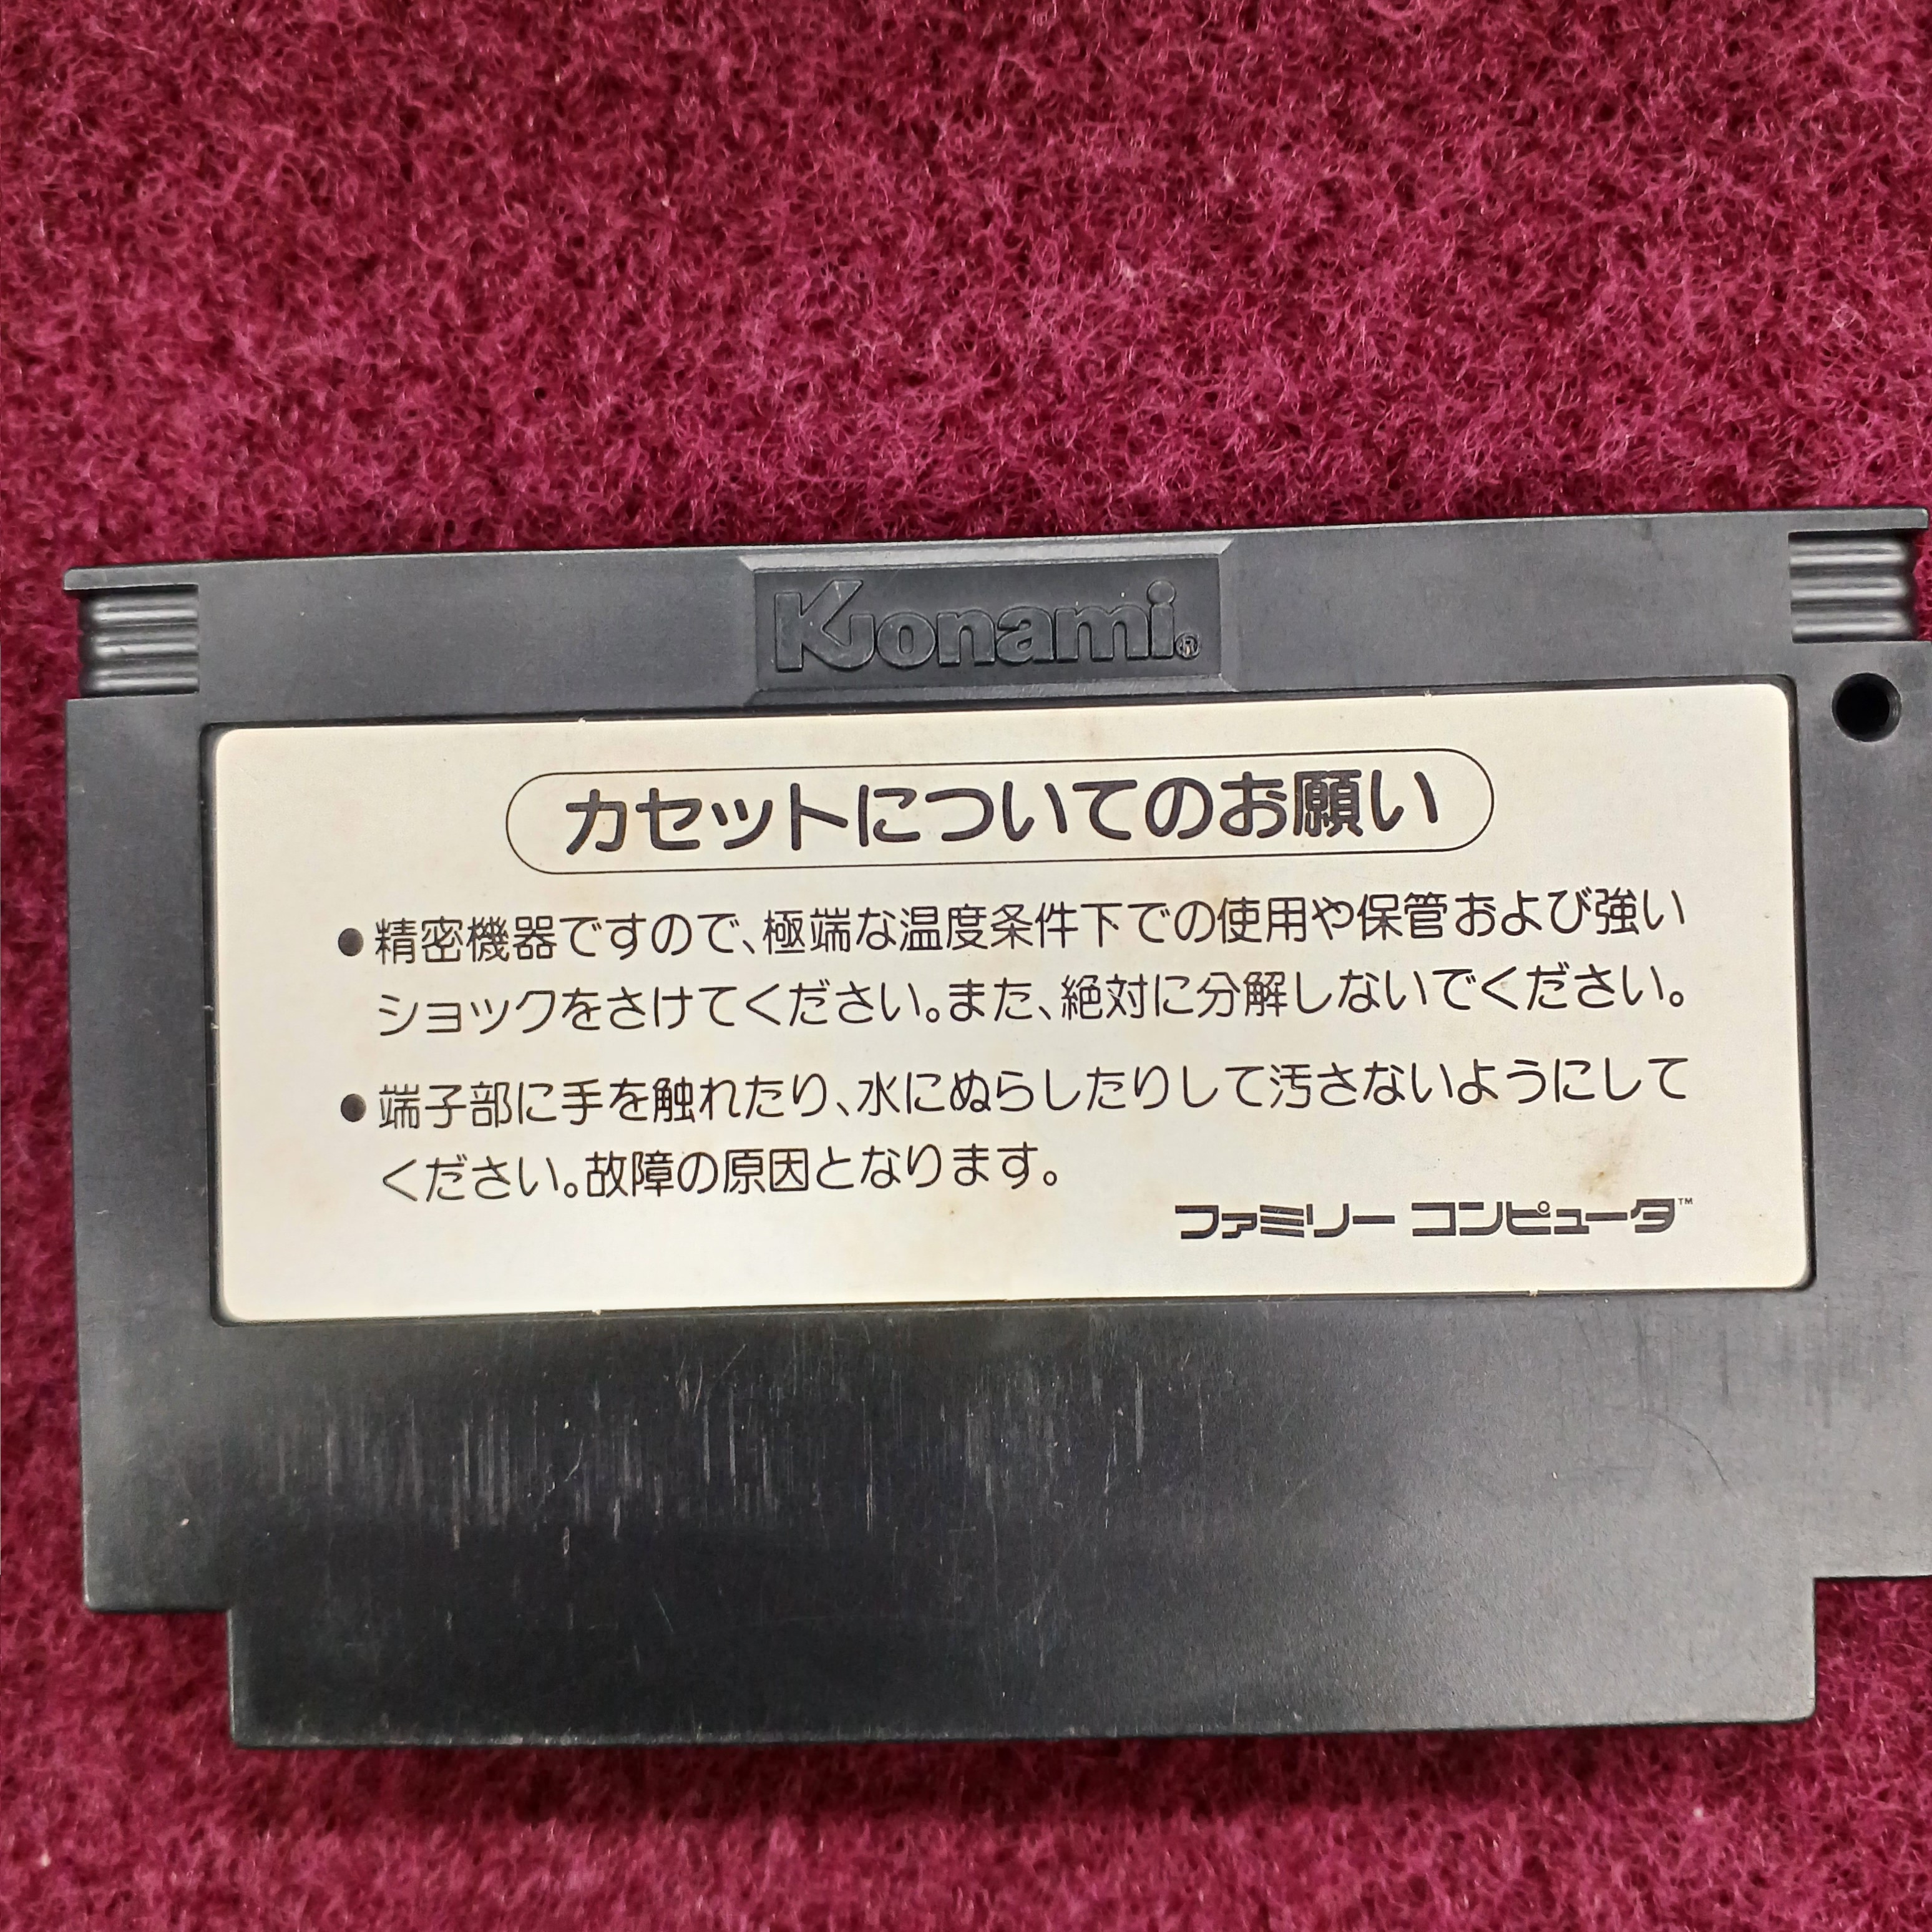 Konami®
カセットについてのお願い
●精密機器ですので、極端な温度条件下での使用や保管および強い
ショックをさけてください。また、絶対に分解しないでください。
●端子部に手を触れたり、水にぬらしたりして汚さないようにして
ください。故障の原因となります。
ファミリー コンピュータ™